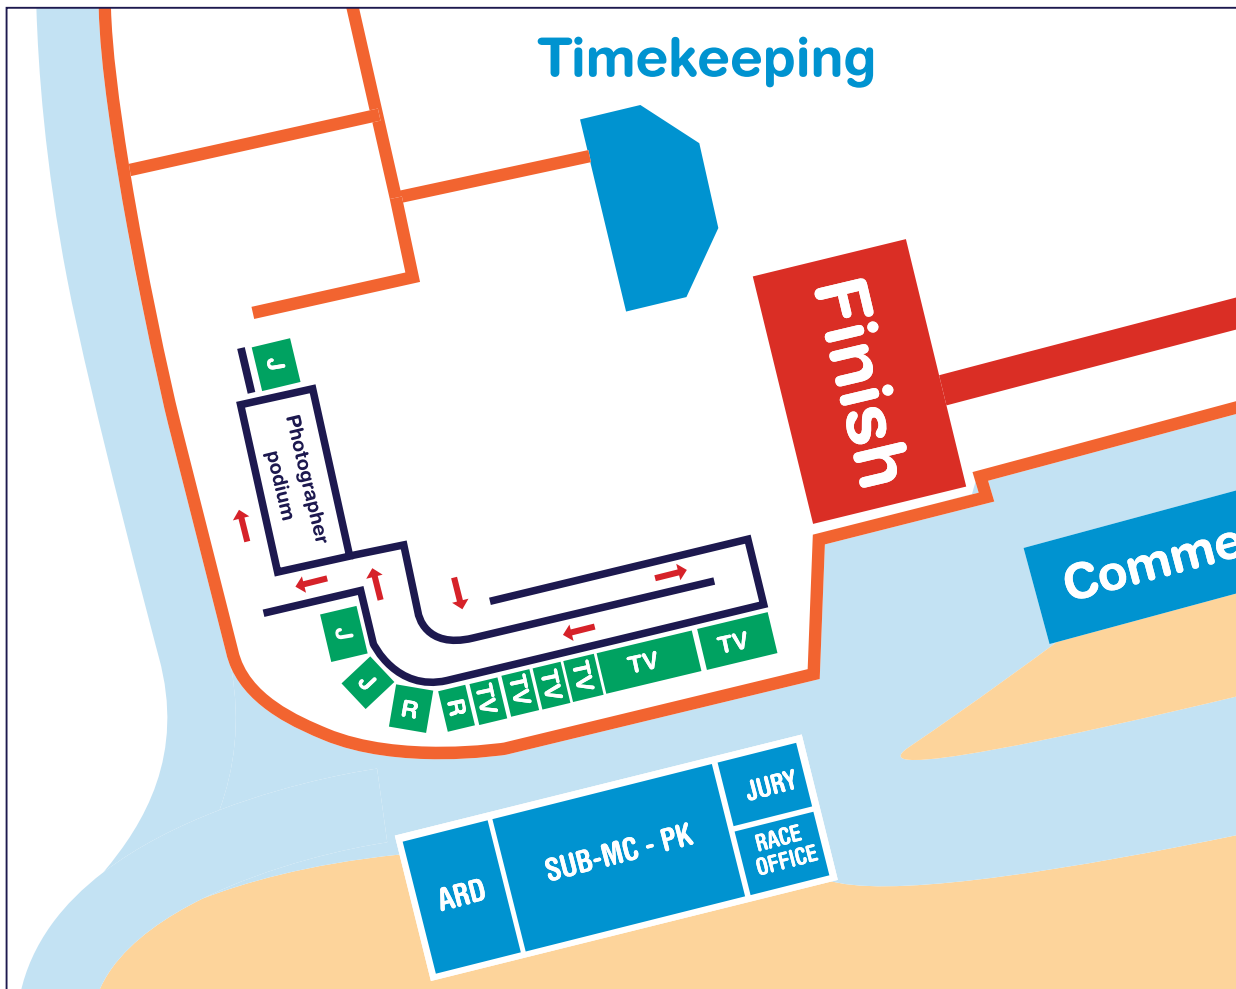 Timekeeping
Finish
J
Photographer
podium
Comme
J
J
R
R
TV
TV
TV
TV
TV
TV
JURY
RACE
OFFICE
SUB-MC - PK
ARD